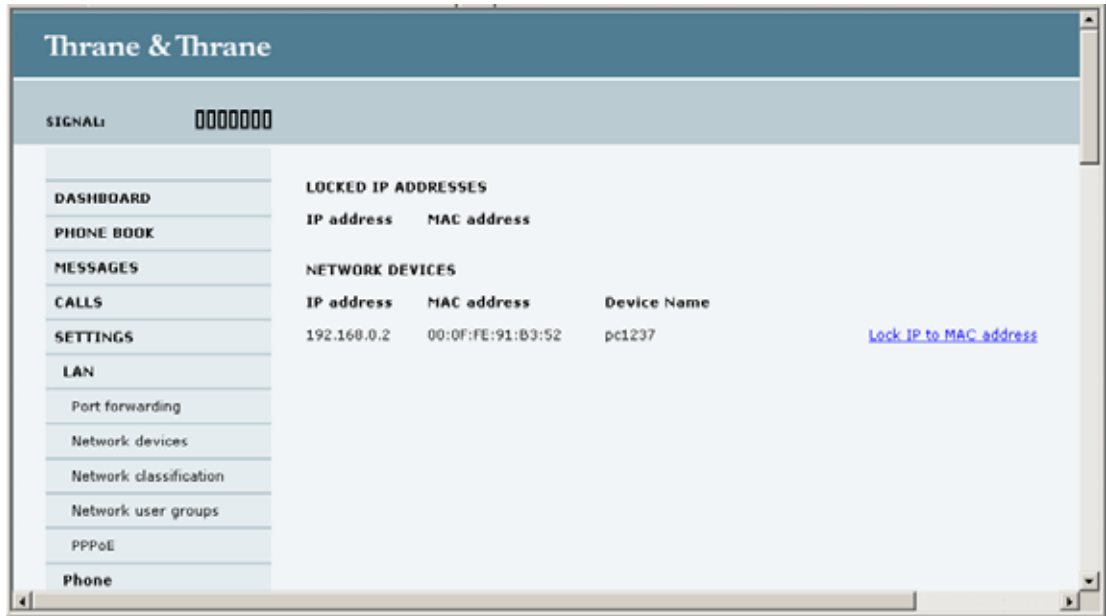 Thrane & Thrane
SIGNAL:
DASHBOARD
PHONE BOOK
MESSAGES
CALLS
SETTINGS
LAN
Port forwarding
Network devices
Network classification
Network user groups
PPPoE
Phone
LOCKED IP ADDRESSES
IP address MAC address
NETWORK DEVICES
IP address MAC address Device Name
192.168.0.2 00:0F:FE:91:B3:52 pc1237 Lock IP to MAC address